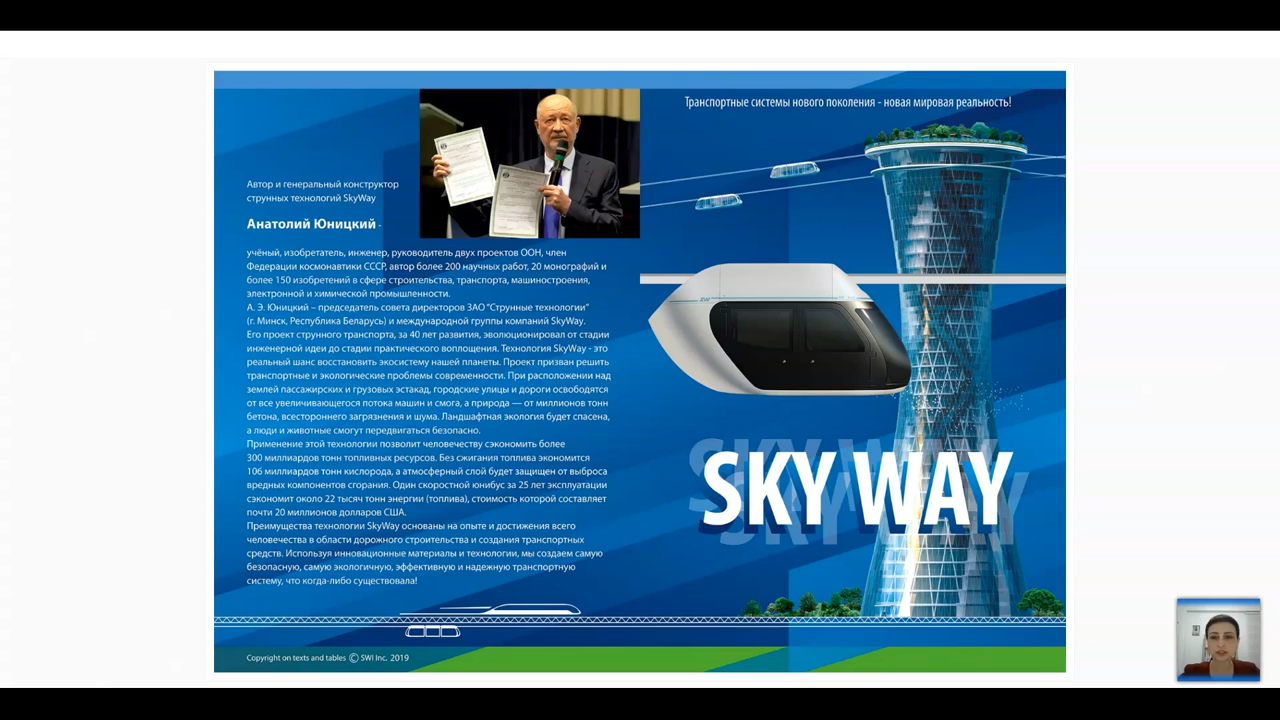 Автор и генеральный конструктор
струнных технологий SkyWay
Анатолий Юницкий -
учёный, изобретатель, инженер, руководитель двух проектов ООН, член
Федерации космонавтики СССР, автор более 200 научных работ, 20 монографий и
более 150 изобретений в сфере строительства, транспорта, машиностроения,
электронной и химической промышленности.
А. Э. Юницкий – председатель совета директоров ЗАО "Струнные технологии"
(г. Минск, Республика Беларусь) и международной группы компаний SkyWay.
Его проект струнного транспорта, за 40 лет развития, эволюционировал от стадии
инженерной идеи до стадии практического воплощения. Технология SkyWay - это
реальный шанс восстановить экосистему нашей планеты. Проект призван решить
транспортные и экологические проблемы современности. При расположении над
землей пассажирских и грузовых эстакад, городские улицы и дороги освободятся
от все увеличивающегося потока машин и смога, а природа — от миллионов тонн
бетона, всестороннего загрязнения и шума. Ландшафтная экология будет спасена,
а люди и животные смогут передвигаться безопасно.
Применение этой технологии позволит человечеству сэкономить более
300 миллиардов тонн топливных ресурсов. Без сжигания топлива экономится
106 миллиардов тонн кислорода, а атмосферный слой будет защищен от выброса
вредных компонентов сгорания. Один скоростной юнибус за 25 лет эксплуатации
сэкономит около 22 тысяч тонн энергии (топлива), стоимость которой составляет
почти 20 миллионов долларов США.
Преимущества технологии SkyWay основаны на опыте и достижения всего
человечества в области дорожного строительства и создания транспортных
средств. Используя инновационные материалы и технологии, мы создаем самую
безопасную, самую экологичную, эффективную и надежную транспортную
систему, что когда-либо существовала!
Copyright on texts and tables © SWI Inc. 2019
Транспортные системы нового поколения - новая мировая реальность!
SW
SKY WAY